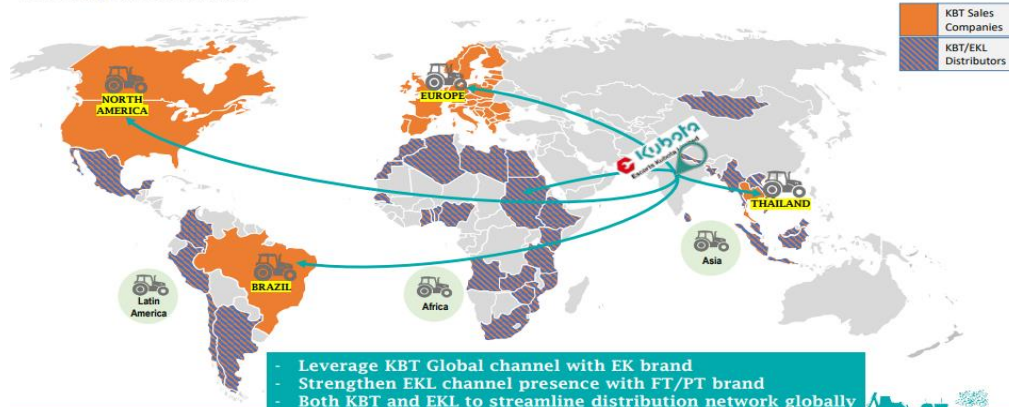 KBT Sales
Companies
KBT/EKL
Distributors
NORTH
AMERICA
EUROPE
Kubota
Escorts Kubota Limited
THAILAND
Asia
BRAZIL
Latin
America
Africa
- Leverage KBT Global channel with EK brand
- Strengthen EKL channel presence with FT/PT brand
- Both KBT and EKL to streamline distribution network globally